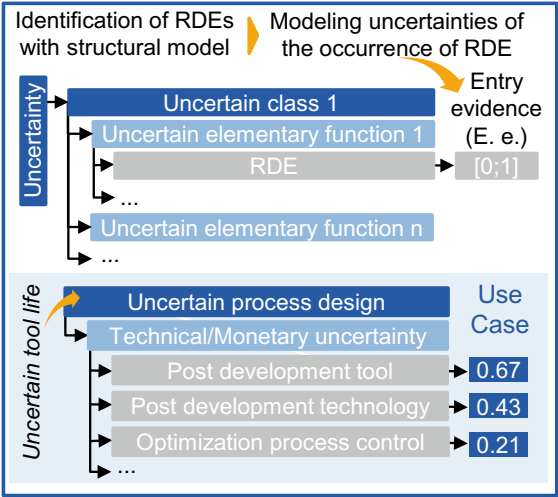 Identification of RDEs
with structural model
Modeling uncertainties of
the occurrence of RDE
Entry
evidence
(E. e.)
Uncertainty
Uncertain class 1
Uncertain elementary function 1
RDE
[0;1]
...
Uncertain elementary function n
...
Uncertain tool life
Uncertain process design
Use
Case
Technical/Monetary uncertainty
Post development tool
0.67
Post development technology
0.43
Optimization process control
0.21
...